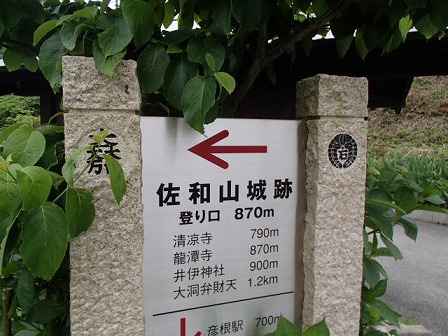 佐和山城跡
登り口 870m
清凉寺 790m
龍潭寺 870m
井伊神社 900m
大洞弁財天 1.2km
彦根駅 700m